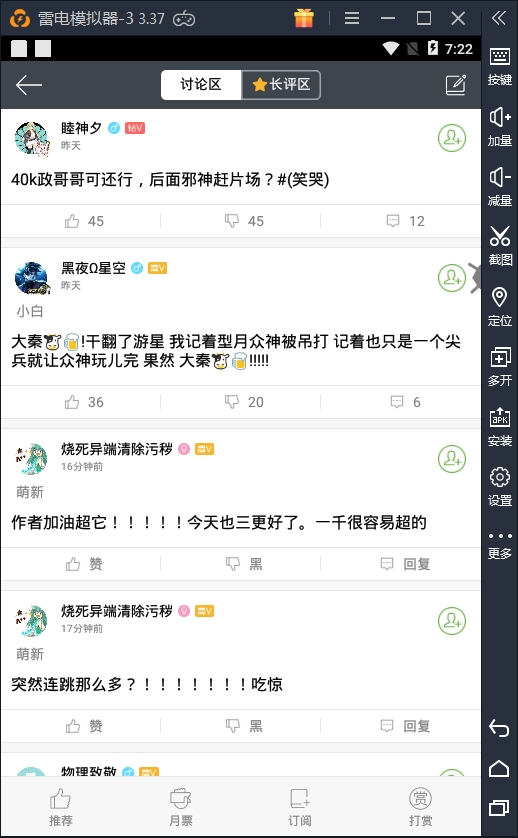 雷电模拟器-3 3.37
7:22
讨论区 长评区
睦神夕 钻V
昨天
40k政哥哥可还行，后面邪神赶片场？#(笑哭)
45 45 12
黑夜Ω星空 V
昨天
小白
大秦🐮🍺!干翻了游星 我记着型月众神被吊打 记着也只是一个尖
兵就让众神玩儿完 果然 大秦🐮🍺!!!!!
36 20 6
烧死异端清除污秽 V
16分钟前
萌新
作者加油超它！！！！！今天也三更好了。一千很容易超的
赞 黑 回复
烧死异端清除污秽 V
17分钟前
萌新
突然连跳那么多？！！！！！！！吃惊
赞 黑 回复
物理致敬 V
推荐 月票 订阅 赏 打赏
按键
加量
减量
截图
定位
多开
APK
安装
设置
更多